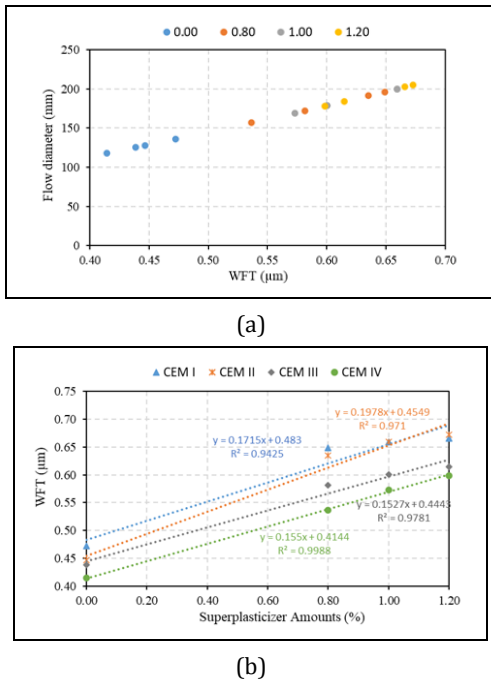 0.00 0.80 1.00 1.20
250
200
150
100
50
0
Flow diameter (mm)
0.40 0.45 0.50 0.55 0.60 0.65 0.70
WFT (µm)
(a)
CEM I CEM II CEM III CEM IV
0.75
0.70
0.65
0.60
0.55
0.50
0.45
0.40
WFT (µm)
y = 0.1978x + 0.4549
R² = 0.971
y = 0.1715x + 0.483
R² = 0.9425
y = 0.1527x + 0.4443
R² = 0.9781
y = 0.155x + 0.4144
R² = 0.9988
0.00 0.20 0.40 0.60 0.80 1.00 1.20
Superplasticizer Amounts (%)
(b)